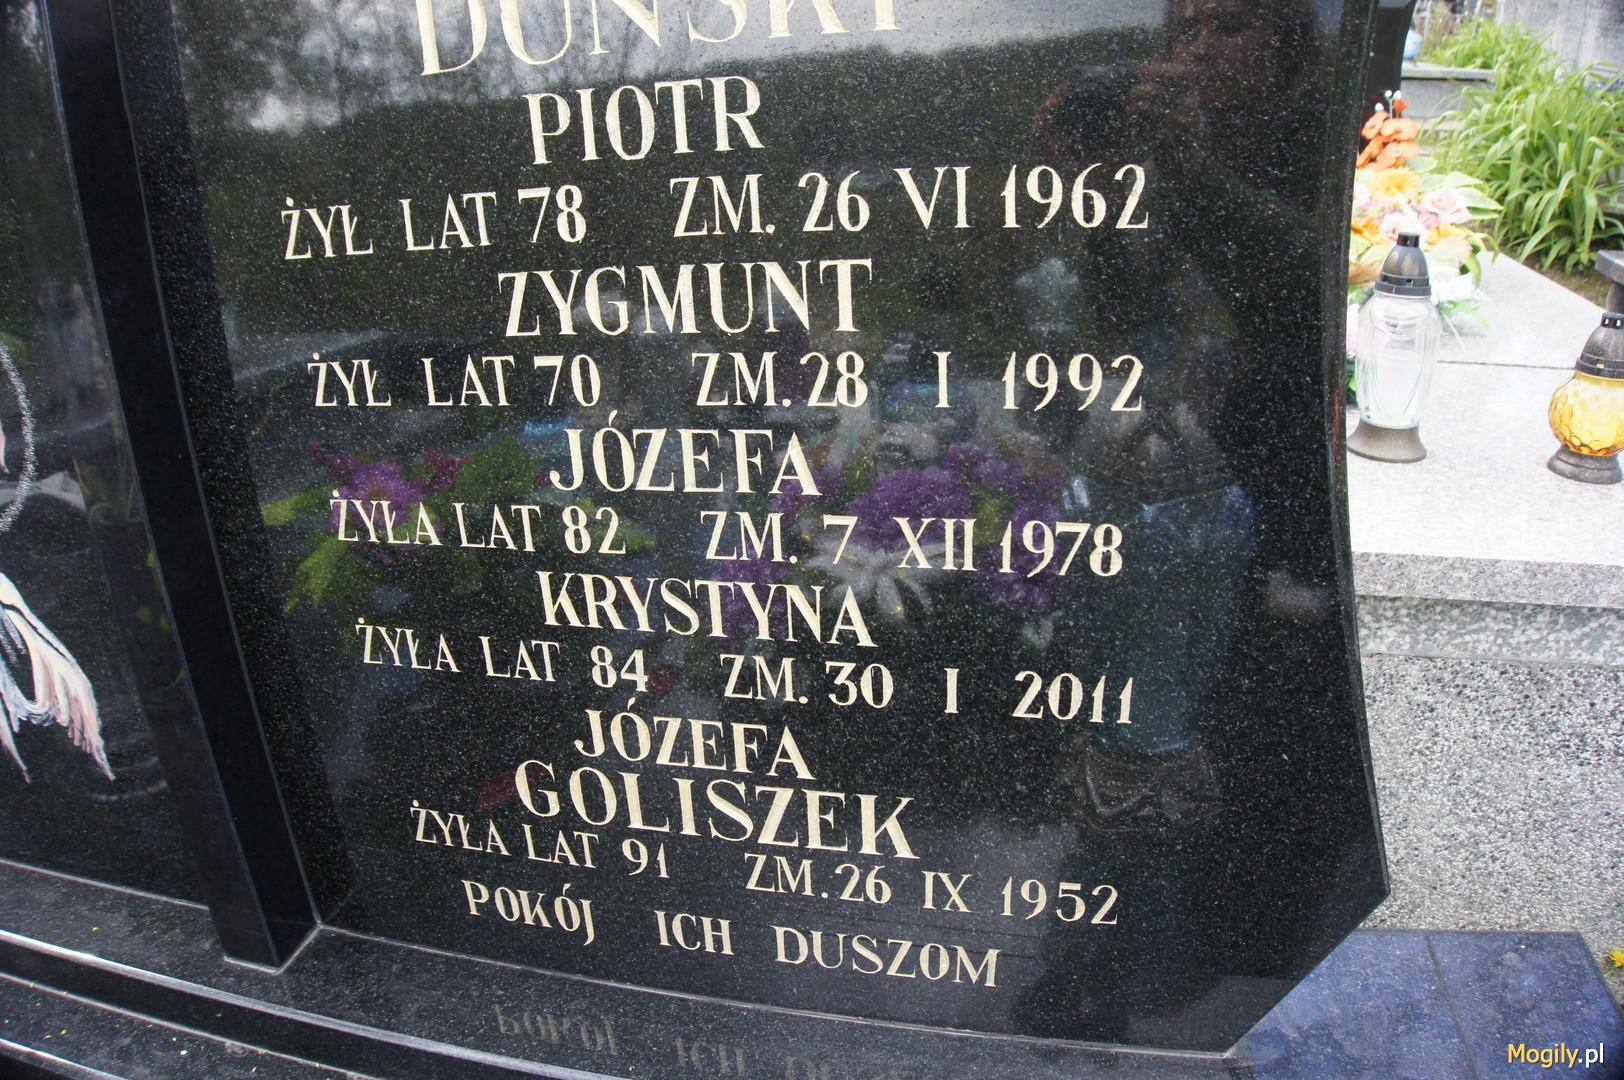 DUŃSKY
PIOTR
ŻYŁ LAT 78 ZM. 26 VI 1962
ZYGMUNT
ŻYŁ LAT 70 ZM. 28 I 1992
JÓZEFA
ŻYŁA LAT 82 ZM. 7 XII 1978
KRYSTYNA
ŻYŁA LAT 84 ZM. 30 I 2011
JÓZEFA
GOLISZEK
ŻYŁA LAT 91 ZM. 26 IX 1952
POKÓJ ICH DUSZOM
Mogily.pl